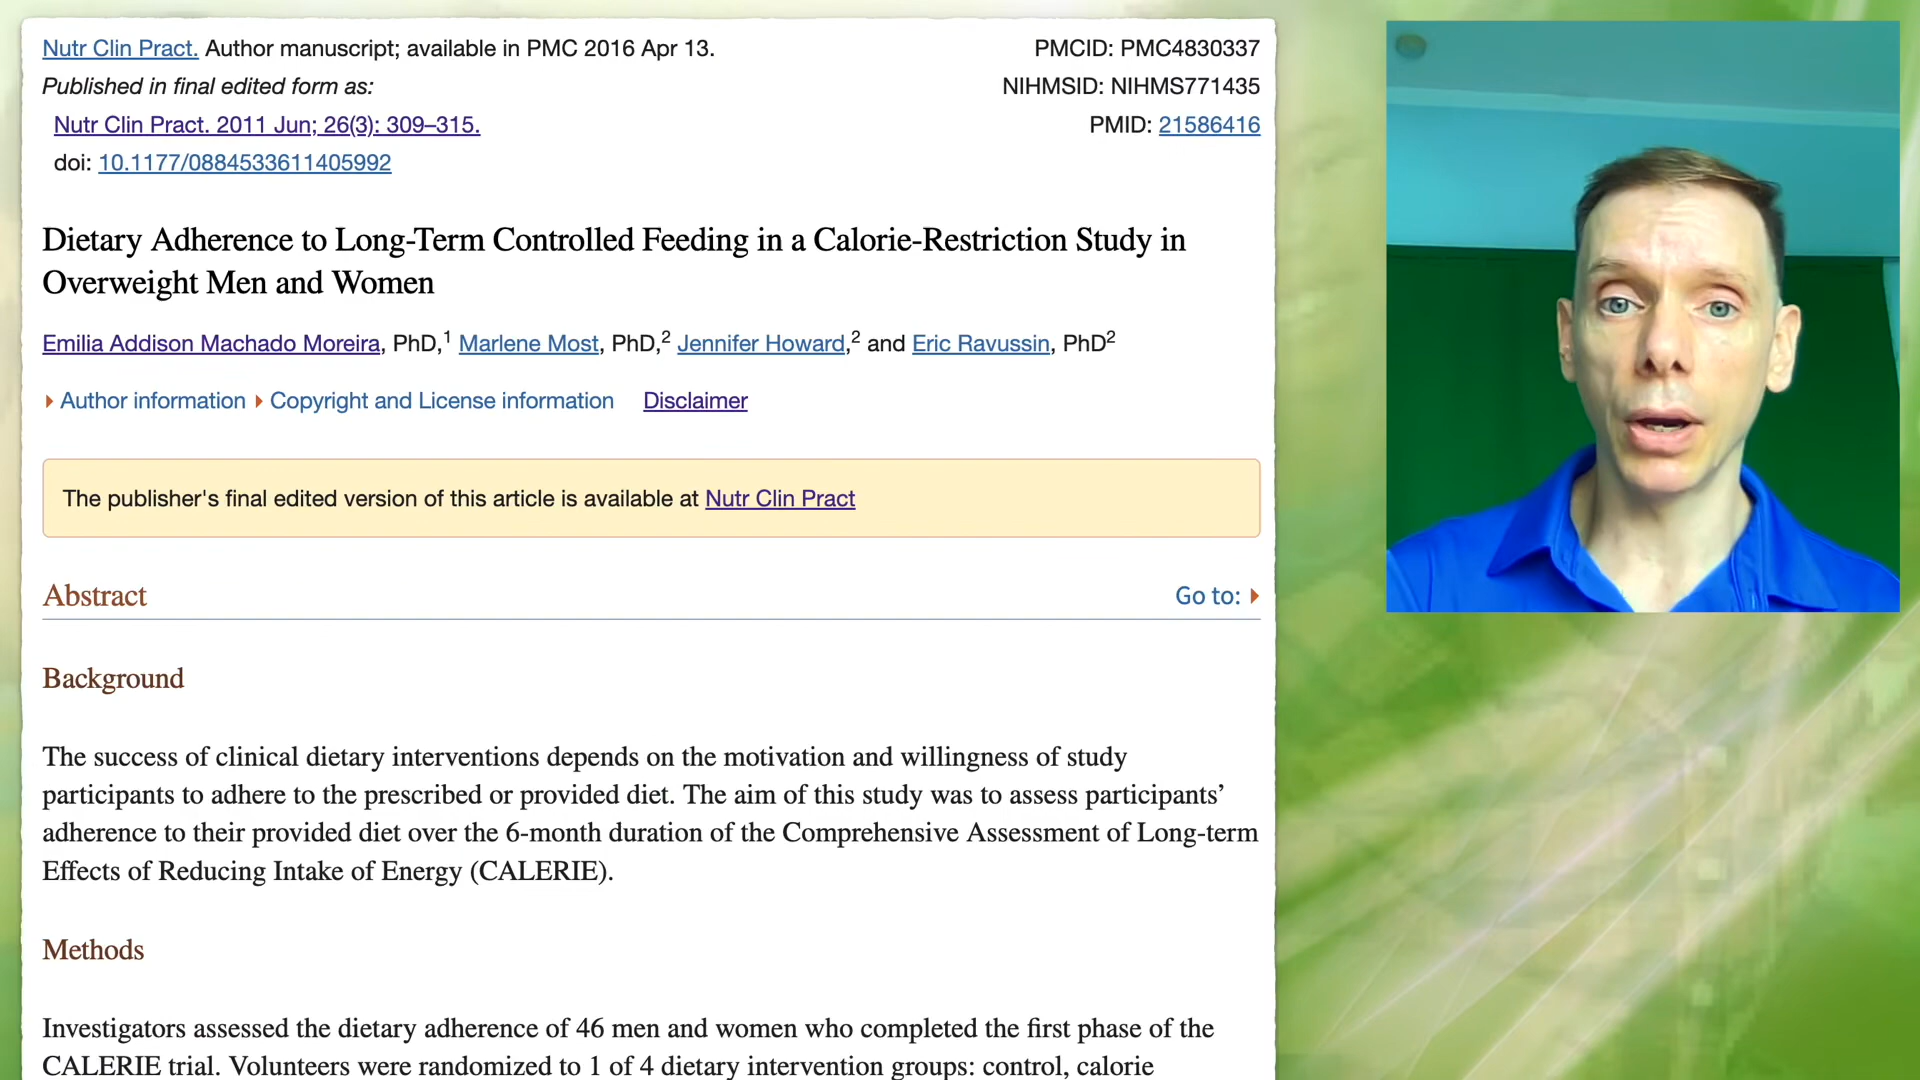 Nutr Clin Pract. Author manuscript; available in PMC 2016 Apr 13.
PMCID: PMC4830337
Published in final edited form as:
NIHMSID: NIHMS771435
Nutr Clin Pract. 2011 Jun; 26(3): 309–315.
PMID: 21586416
doi: 10.1177/0884533611405992
Dietary Adherence to Long-Term Controlled Feeding in a Calorie-Restriction Study in
Overweight Men and Women
Emilia Addison Machado Moreira, PhD,1 Marlene Most, PhD,2 Jennifer Howard,2 and Eric Ravussin, PhD2
Author information Copyright and License information Disclaimer
The publisher's final edited version of this article is available at Nutr Clin Pract
Abstract
Go to:
Background
The success of clinical dietary interventions depends on the motivation and willingness of study
participants to adhere to the prescribed or provided diet. The aim of this study was to assess participants’
adherence to their provided diet over the 6-month duration of the Comprehensive Assessment of Long-term
Effects of Reducing Intake of Energy (CALERIE).
Methods
Investigators assessed the dietary adherence of 46 men and women who completed the first phase of the
CALERIE trial. Volunteers were randomized to 1 of 4 dietary intervention groups: control, calorie